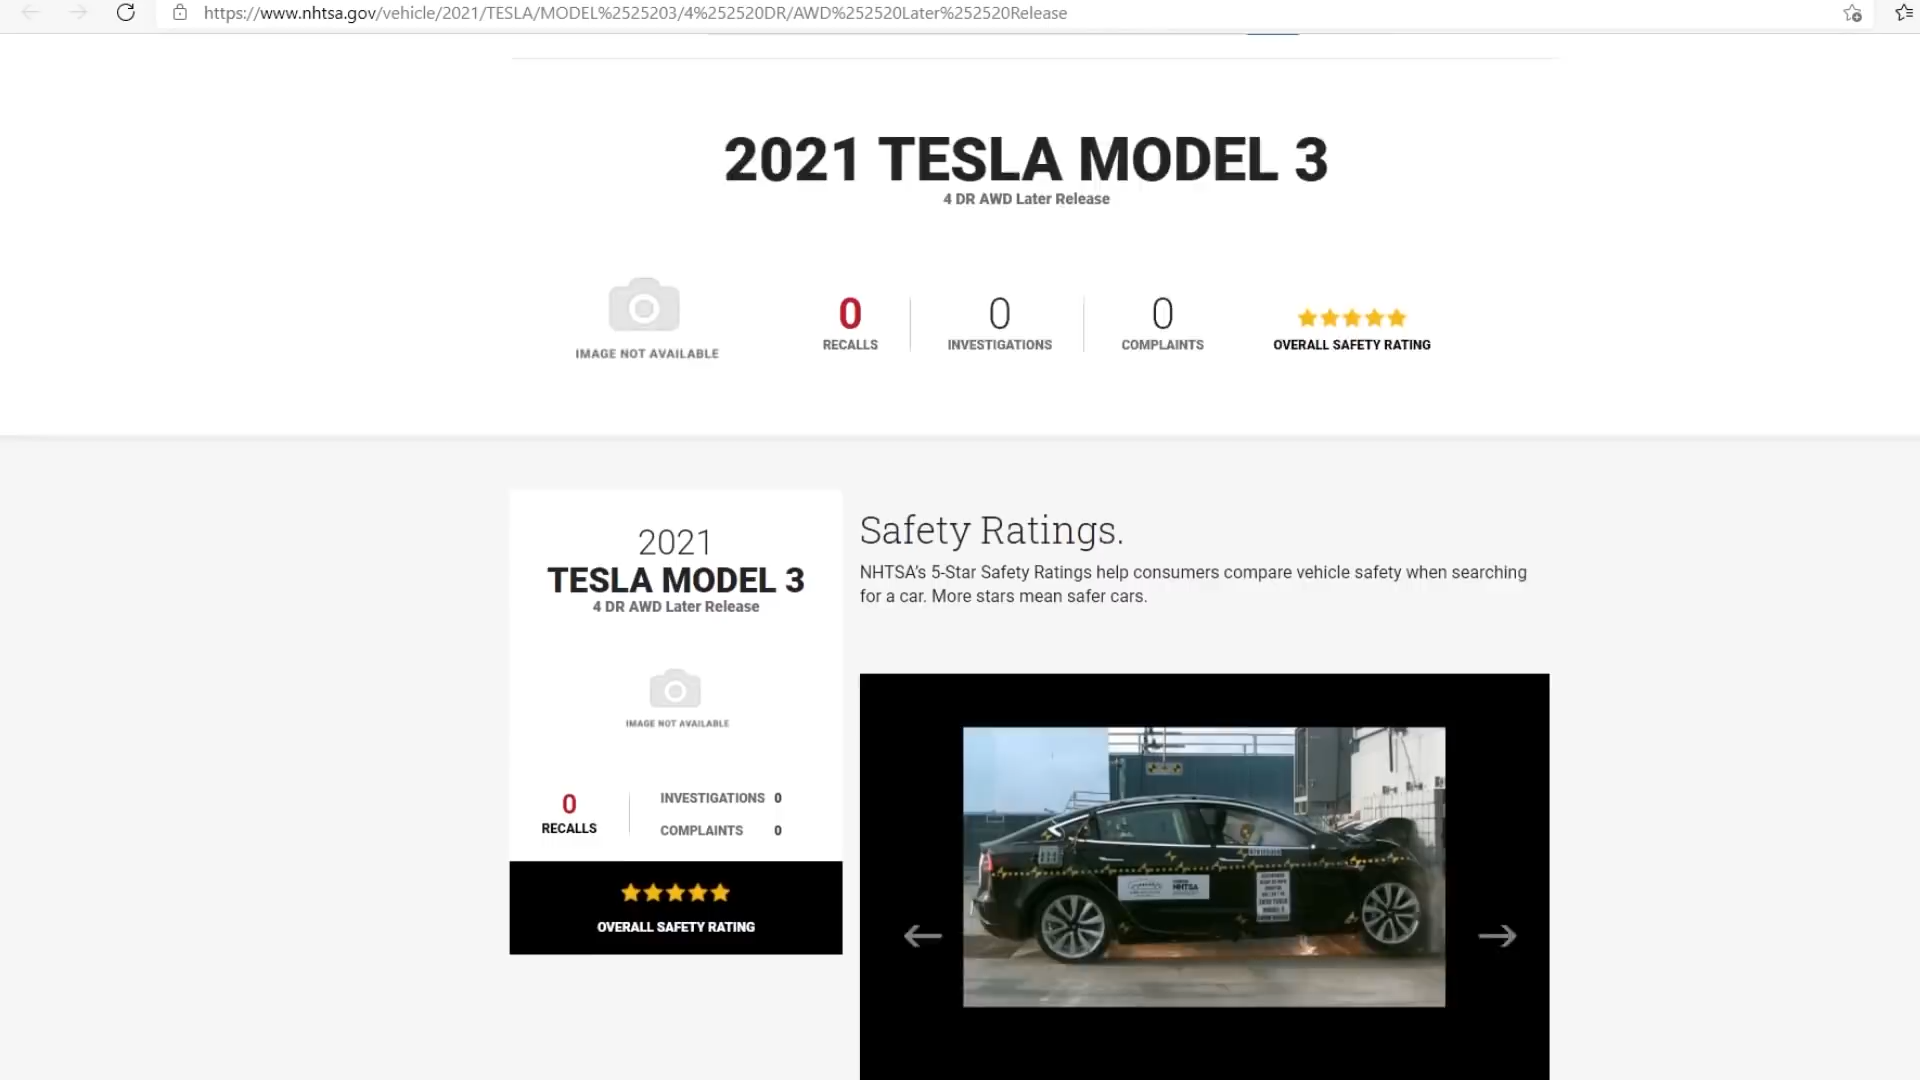 https://www.nhtsa.gov/vehicle/2021/TESLA/MODEL%2525203/4%252520DR/AWD%252520Later%252520Release
2021 TESLA MODEL 3
4 DR AWD Later Release
IMAGE NOT AVAILABLE
0
RECALLS
0
INVESTIGATIONS
0
COMPLAINTS
OVERALL SAFETY RATING
2021
TESLA MODEL 3
4 DR AWD Later Release
IMAGE NOT AVAILABLE
0
RECALLS
INVESTIGATIONS 0
COMPLAINTS 0
OVERALL SAFETY RATING
Safety Ratings.
NHTSA's 5-Star Safety Ratings help consumers compare vehicle safety when searching
for a car. More stars mean safer cars.
NHTSA